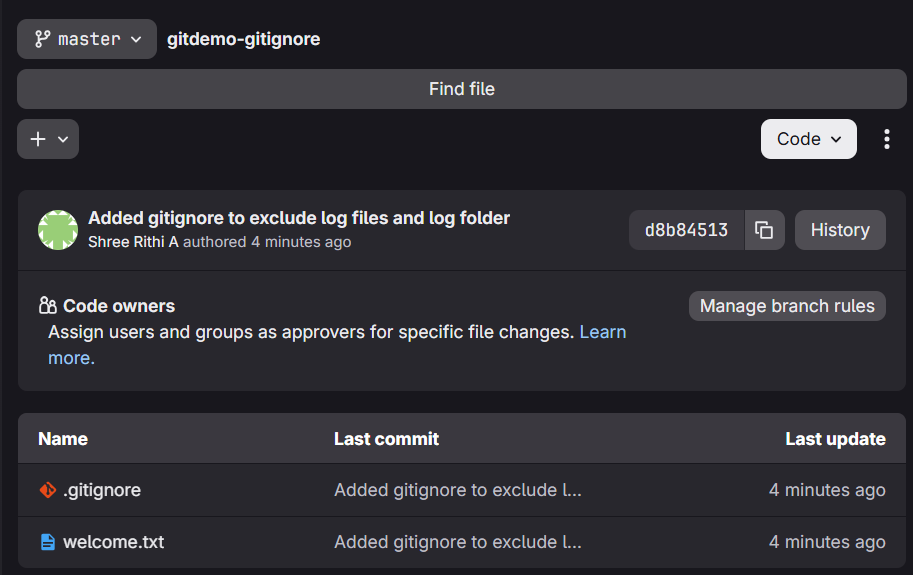 master gitdemo-gitignore
Find file
Code
Added gitignore to exclude log files and log folder
Shree Rithi A authored 4 minutes ago
d8b84513 History
Code owners
Manage branch rules
Assign users and groups as approvers for specific file changes. Learn
more.
Name Last commit Last update
.gitignore Added gitignore to exclude l... 4 minutes ago
welcome.txt Added gitignore to exclude l... 4 minutes ago